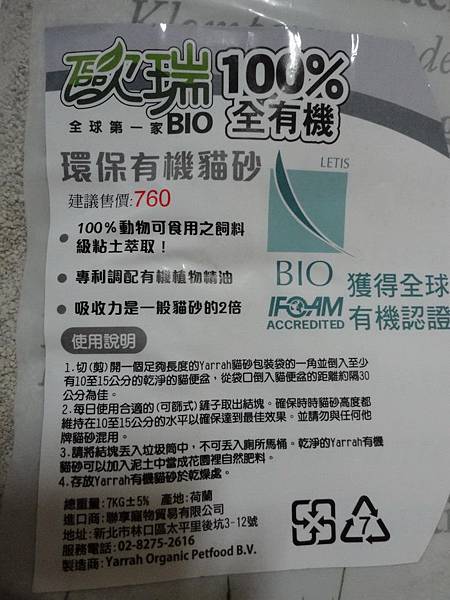 歐瑞 100%
全球第一家BIO 全有機
環保有機貓砂
建議售價:760
● 100%動物可食用之飼料
級粘土萃取！
● 專利調配有機植物精油
● 吸收力是一般貓砂的2倍
LETIS
BIO
IFOAM
ACCREDITED
獲得全球
有機認證
使用說明
1.切(剪)開一個足夠長度的Yarrah貓砂包裝袋的一角並倒入至少
有10至15公分的乾淨的貓便盆，從袋口倒入貓便盆的距離約隔30
公分為佳。
2.每日使用合適的(可篩式)鏟子取出結塊。確保時時貓砂高度都
維持在10至15公分的水平以確保達到最佳效果。並請勿與任何他
牌貓砂混用。
3.請將結塊丟入垃圾筒中，不可丟入廁所馬桶。乾淨的Yarrah有機
貓砂可以加入泥土中當成花園裡自然肥料。
4.存放Yarrah有機貓砂於乾燥處。
總重量:7KG±5% 產地:荷蘭
進口商:聯享寵物貿易有限公司
地址:新北市林口區太平里後坑3-12號
服務電話:02-8275-2616
製造商:Yarrah Organic Petfood B.V.
7